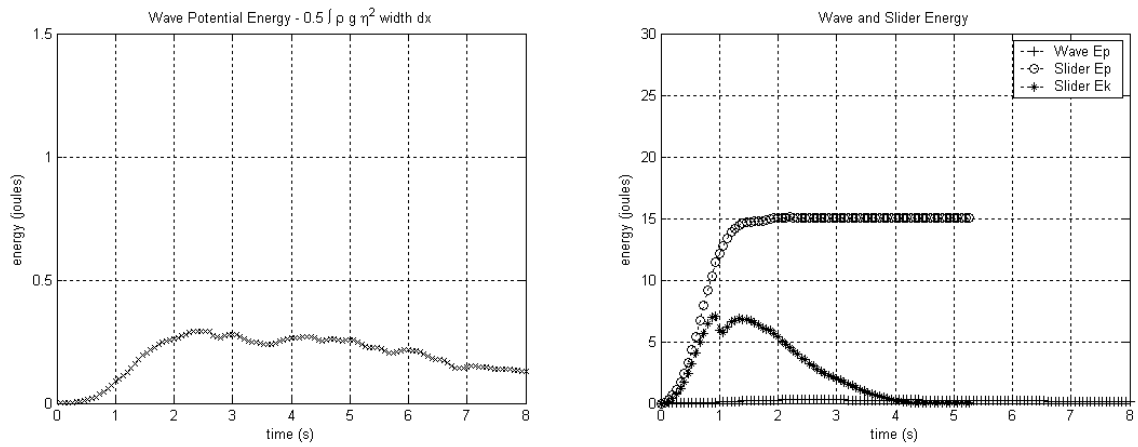 Wave Potential Energy - 0.5 ∫ ρ g η² width dx
1.5
1
0.5
0
energy (joules)
0 1 2 3 4 5 6 7 8
time (s)
Wave and Slider Energy
30
25
20
15
10
5
0
energy (joules)
Wave Ep
Slider Ep
Slider Ek
0 1 2 3 4 5 6 7 8
time (s)